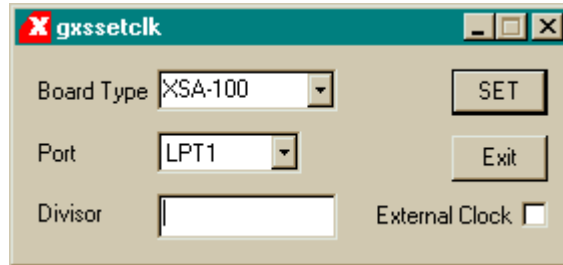 X gxssetclk
Board Type XSA-100 SET
Port LPT1 Exit
Divisor External Clock